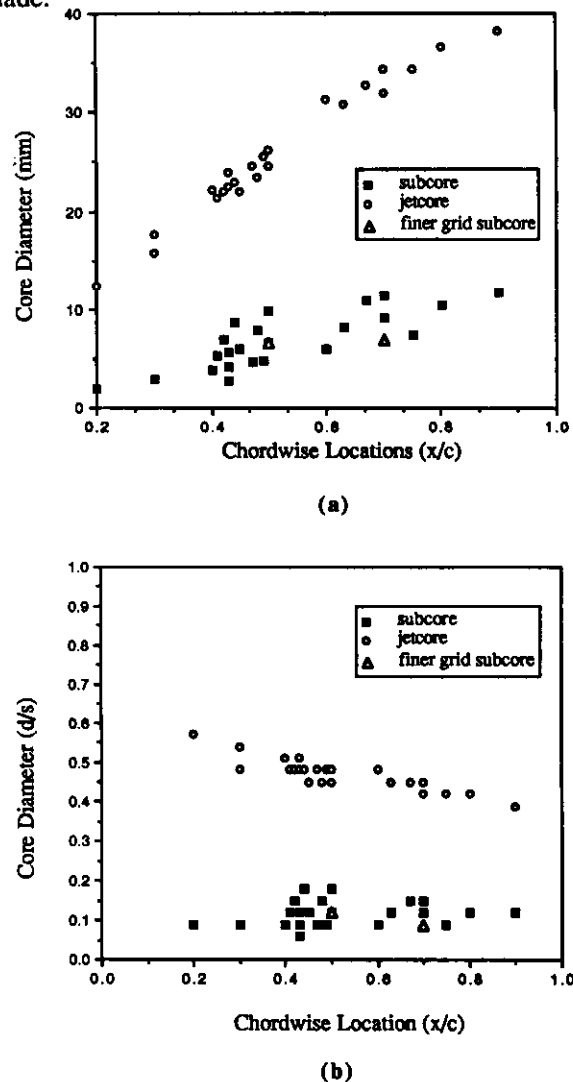 40
30
20
10
0
Core Diameter (mm)
subcore
jetcore
finer grid subcore
0.2 0.4 0.6 0.8 1.0
Chordwise Locations (x/c)
(a)
1.0
0.9
0.8
0.7
0.6
0.5
0.4
0.3
0.2
0.1
0.0
Core Diameter (d/s)
subcore
jetcore
finer grid subcore
0.0 0.2 0.4 0.6 0.8 1.0
Chordwise Location (x/c)
(b)